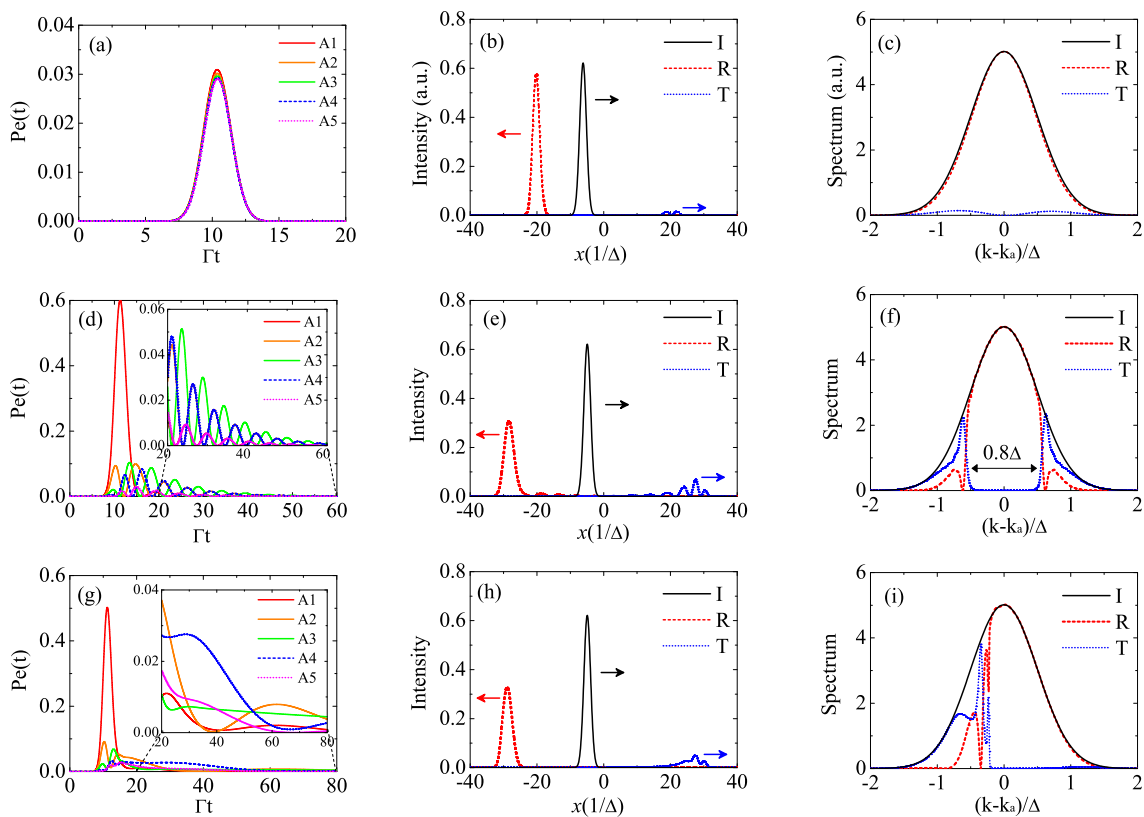 (a)
A1
A2
A3
A4
A5
Pe(t)
0.04
0.03
0.02
0.01
0.00
0 5 10 15 20
Γt
(b)
I
R
T
Intensity (a.u.)
0.8
0.6
0.4
0.2
0.0
-40 -20 0 20 40
x(1/Δ)
(c)
I
R
T
Spectrum (a.u.)
6
4
2
0
-2 -1 0 1 2
(k-ka)/Δ
(d)
A1
A2
A3
A4
A5
Pe(t)
0.6
0.4
0.2
0.0
0 10 20 30 40 50 60
Γt
0.06
0.04
0.02
0.00
20 30 40 50 60
(e)
I
R
T
Intensity
0.8
0.6
0.4
0.2
0.0
-40 -20 0 20 40
x(1/Δ)
(f)
I
R
T
0.8Δ
Spectrum
6
4
2
0
-2 -1 0 1 2
(k-ka)/Δ
(g)
A1
A2
A3
A4
A5
Pe(t)
0.6
0.4
0.2
0.0
0 20 40 60 80
Γt
0.04
0.02
0.00
20 40 60 80
(h)
I
R
T
Intensity
0.8
0.6
0.4
0.2
0.0
-40 -20 0 20 40
x(1/Δ)
(i)
I
R
T
Spectrum
6
4
2
0
-2 -1 0 1 2
(k-ka)/Δ